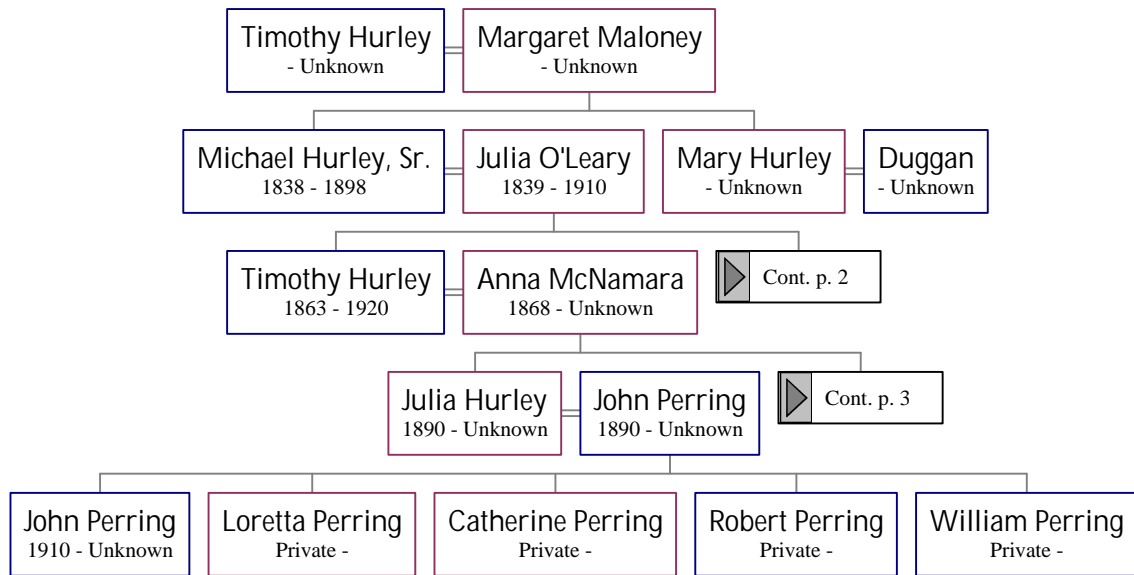 Timothy Hurley
- Unknown
Margaret Maloney
- Unknown
Michael Hurley, Sr.
1838 - 1898
Julia O'Leary
1839 - 1910
Mary Hurley
- Unknown
Duggan
- Unknown
Timothy Hurley
1863 - 1920
Anna McNamara
1868 - Unknown
Cont. p. 2
Julia Hurley
1890 - Unknown
John Perring
1890 - Unknown
Cont. p. 3
John Perring
1910 - Unknown
Loretta Perring
Private -
Catherine Perring
Private -
Robert Perring
Private -
William Perring
Private -